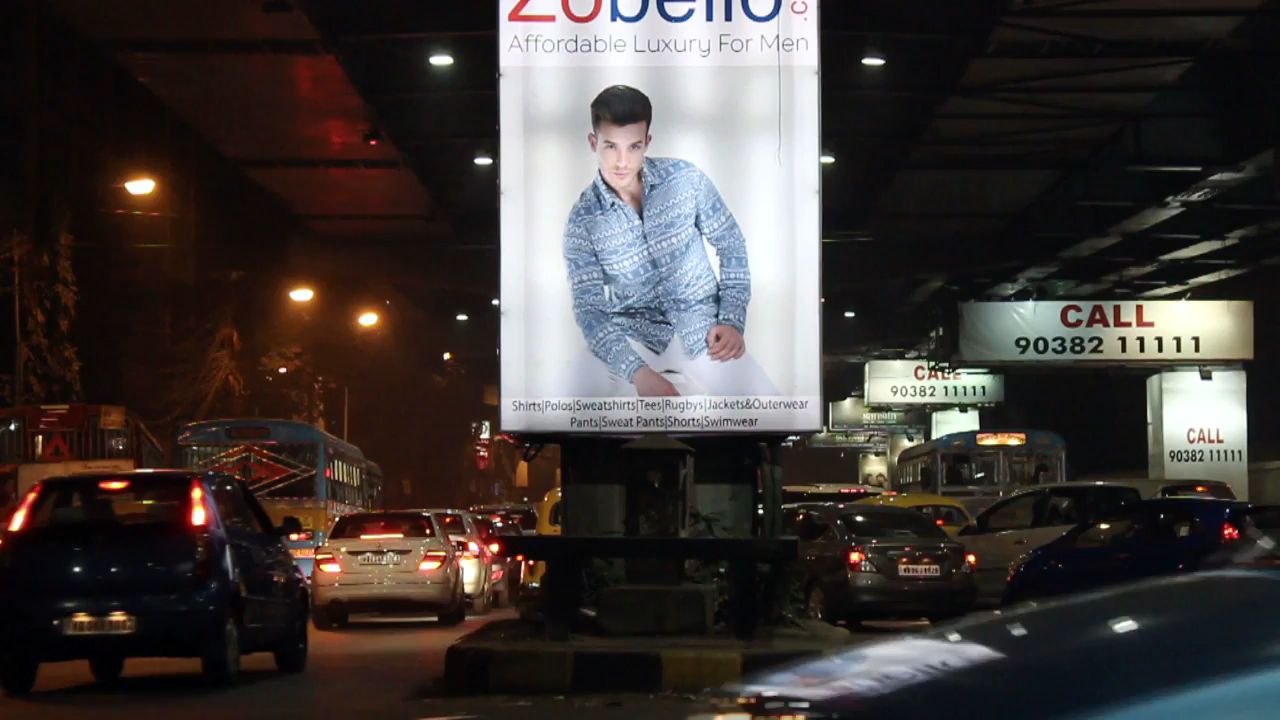 Zobello.c
Affordable Luxury For Men
Shirts|Polos|Sweatshirts|Tees|Rugbys|Jackets&Outerwear
Pants|Sweat Pants|Shorts|Swimwear
CALL
90382 11111
CALL
90382 11111
CALL
90382 11111